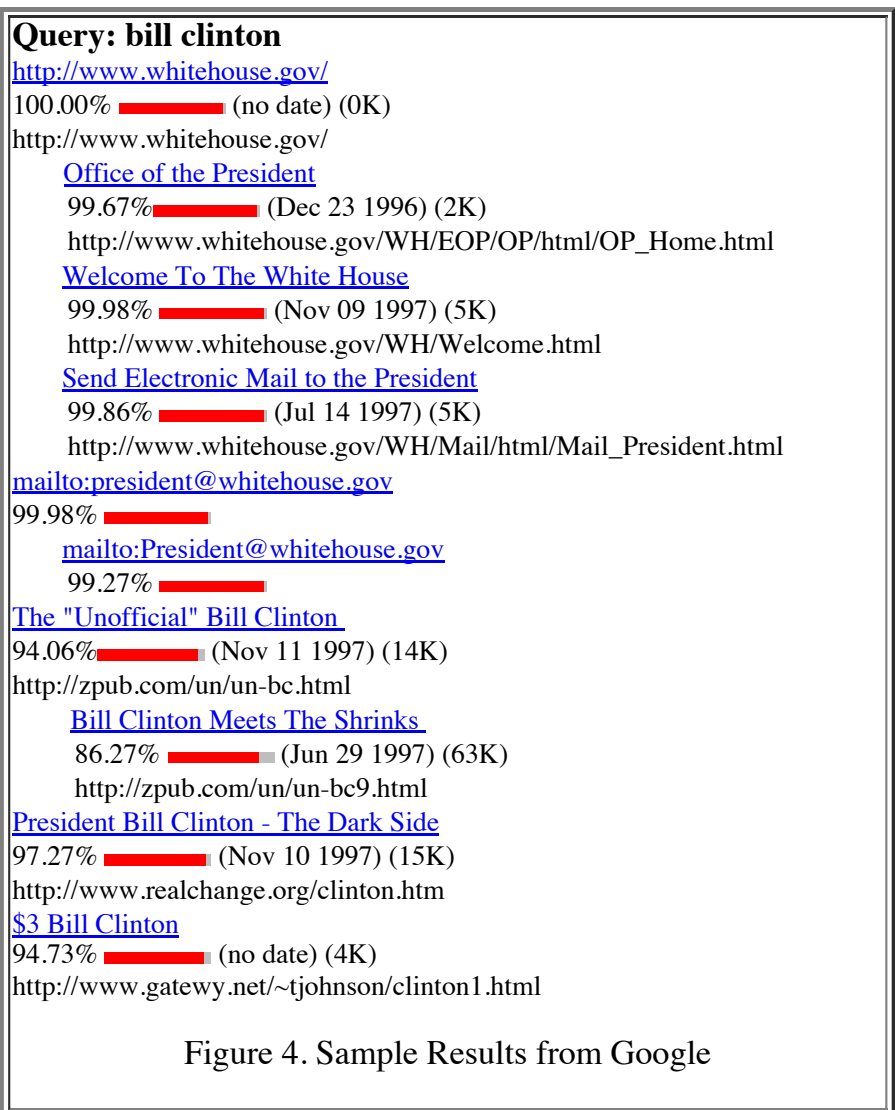 Query: bill clinton
http://www.whitehouse.gov/
100.00% (no date) (0K)
http://www.whitehouse.gov/
Office of the President
99.67% (Dec 23 1996) (2K)
http://www.whitehouse.gov/WH/EOP/OP/html/OP_Home.html
Welcome To The White House
99.98% (Nov 09 1997) (5K)
http://www.whitehouse.gov/WH/Welcome.html
Send Electronic Mail to the President
99.86% (Jul 14 1997) (5K)
http://www.whitehouse.gov/WH/Mail/html/Mail_President.html
mailto:president@whitehouse.gov
99.98%
mailto:President@whitehouse.gov
99.27%
The "Unofficial" Bill Clinton
94.06% (Nov 11 1997) (14K)
http://zpub.com/un/un-bc.html
Bill Clinton Meets The Shrinks
86.27% (Jun 29 1997) (63K)
http://zpub.com/un/un-bc9.html
President Bill Clinton - The Dark Side
97.27% (Nov 10 1997) (15K)
http://www.realchange.org/clinton.htm
$3 Bill Clinton
94.73% (no date) (4K)
http://www.gatewy.net/~tjohnson/clinton1.html
Figure 4. Sample Results from Google